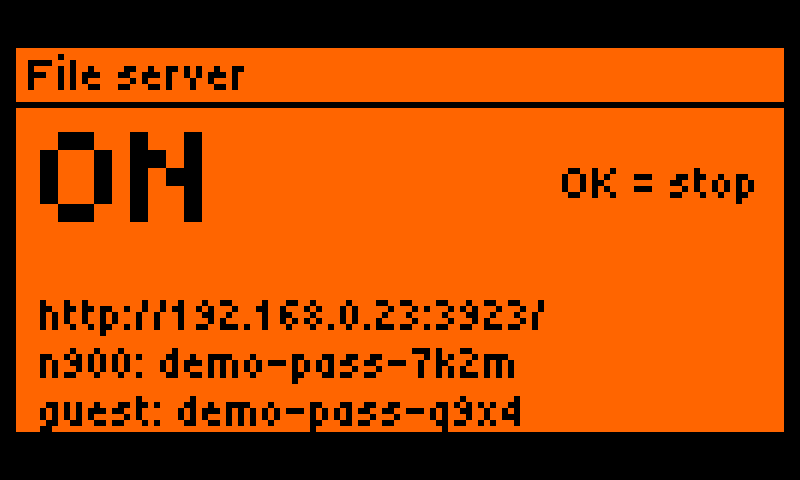 File server
ON
OK = stop
http://192.168.0.23:3923/
n900: demo-pass-7k2m
guest: demo-pass-q9x4